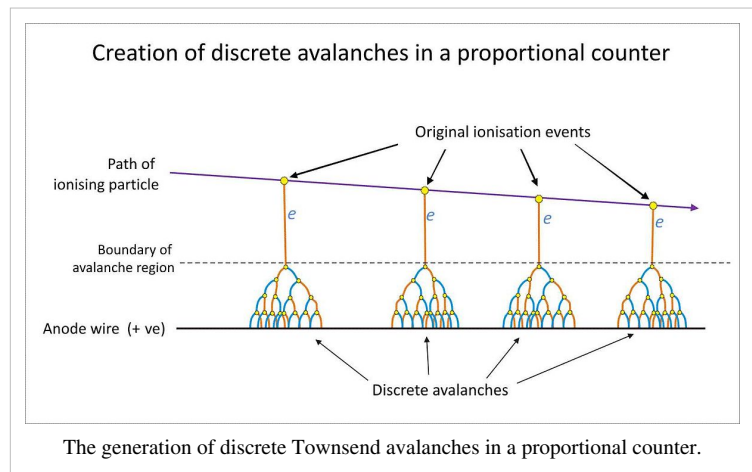 Creation of discrete avalanches in a proportional counter
Original ionisation events
Path of
ionising particle
e
e
e
e
Boundary of
avalanche region
Anode wire (+ ve)
Discrete avalanches
The generation of discrete Townsend avalanches in a proportional counter.